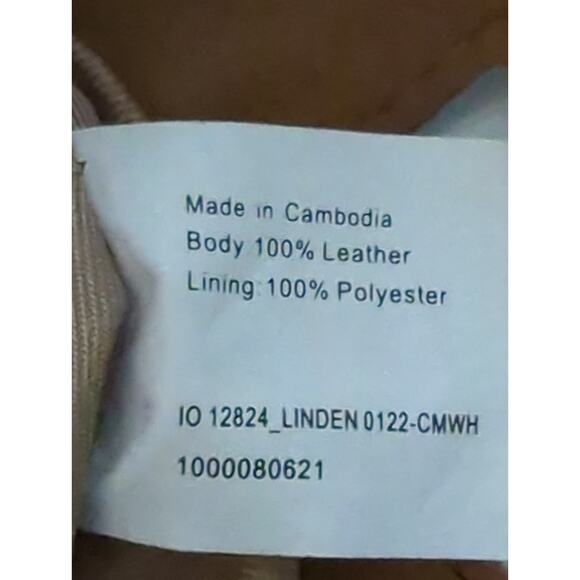 Made in Cambodia
Body 100% Leather
Lining: 100% Polyester
IO 12824_LINDEN 0122-CMWH
1000080621